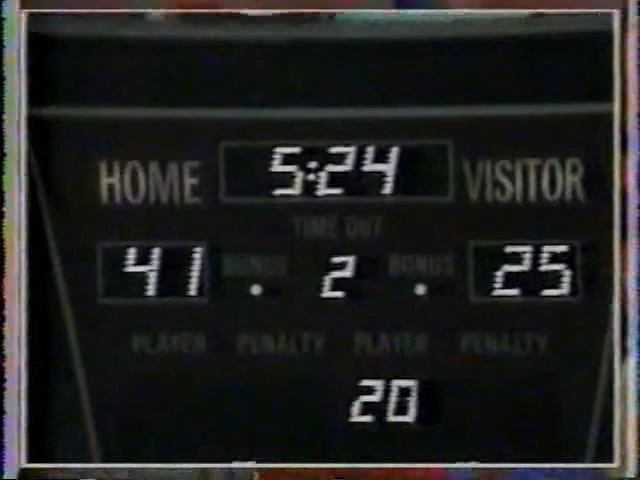 HOME 5:24 VISITOR
TIME OUT
41 BONUS 2 BONUS 25
PLAYER PENALTY PLAYER PENALTY
20